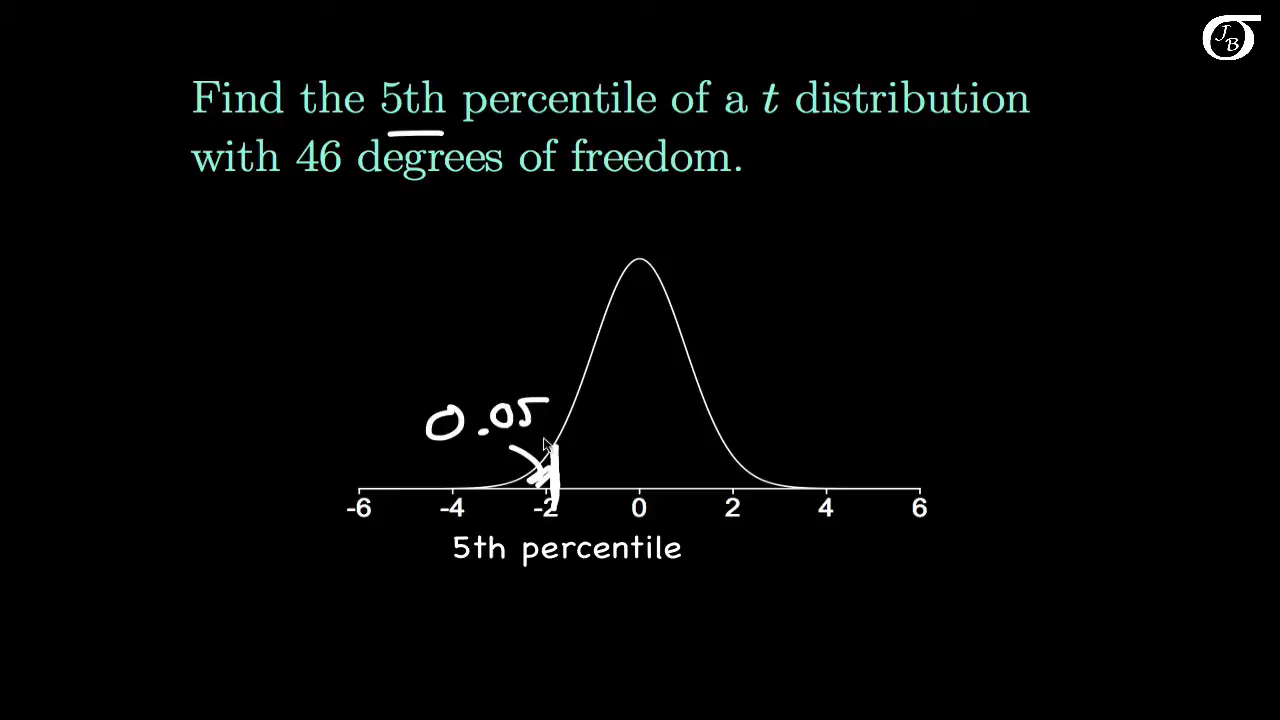 JB
Find the 5th percentile of a t distribution
with 46 degrees of freedom.
0.05
-6 -4 -2 0 2 4 6
5th percentile